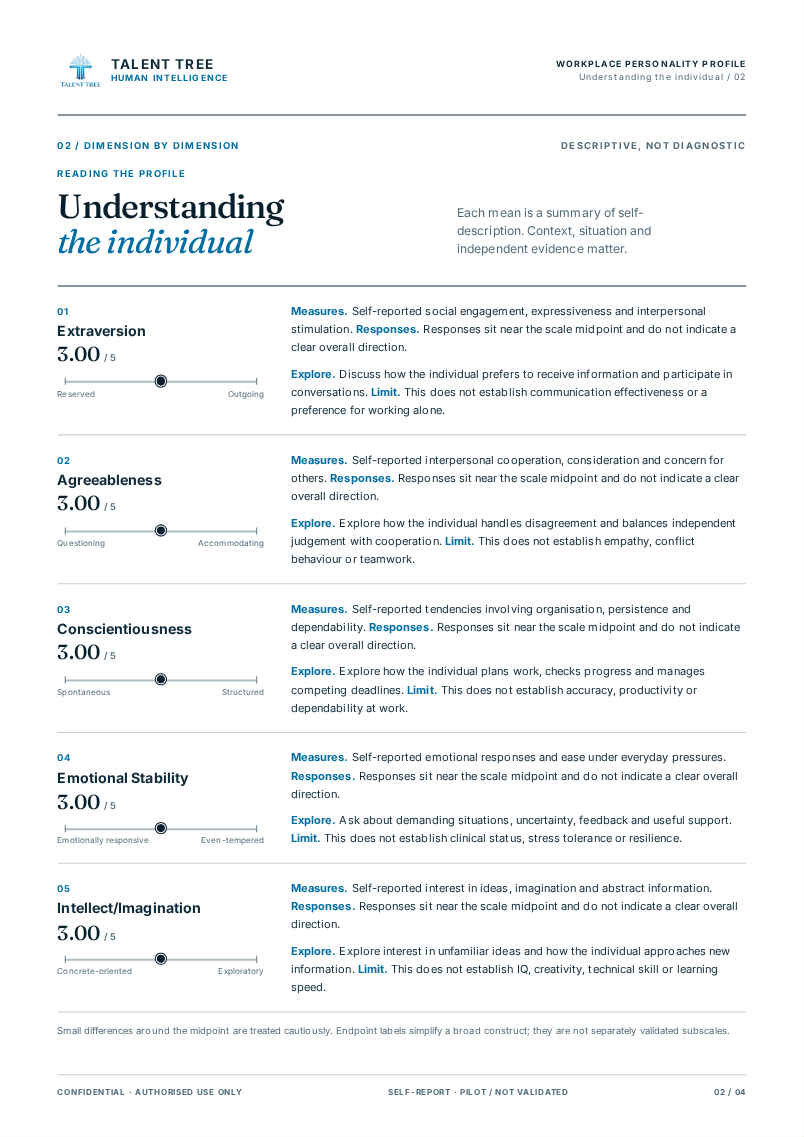 TALENT TREE
TALENT TREE
HUMAN INTELLIGENCE
WORKPLACE PERSONALITY PROFILE
Understanding the individual / 02
02 / DIMENSION BY DIMENSION
DESCRIPTIVE, NOT DIAGNOSTIC
READING THE PROFILE
Understanding
the individual
Each mean is a summary of self-
description. Context, situation and
independent evidence matter.
01
Extraversion
3.00 / 5
Reserved
Outgoing
Measures. Self-reported social engagement, expressiveness and interpersonal
stimulation. Responses. Responses sit near the scale midpoint and do not indicate a
clear overall direction.
Explore. Discuss how the individual prefers to receive information and participate in
conversations. Limit. This does not establish communication effectiveness or a
preference for working alone.
02
Agreeableness
3.00 / 5
Questioning
Accommodating
Measures. Self-reported interpersonal cooperation, consideration and concern for
others. Responses. Responses sit near the scale midpoint and do not indicate a clear
overall direction.
Explore. Explore how the individual handles disagreement and balances independent
judgement with cooperation. Limit. This does not establish empathy, conflict
behaviour or teamwork.
03
Conscientiousness
3.00 / 5
Spontaneous
Structured
Measures. Self-reported tendencies involving organisation, persistence and
dependability. Responses. Responses sit near the scale midpoint and do not indicate
a clear overall direction.
Explore. Explore how the individual plans work, checks progress and manages
competing deadlines. Limit. This does not establish accuracy, productivity or
dependability at work.
04
Emotional Stability
3.00 / 5
Emotionally responsive
Even-tempered
Measures. Self-reported emotional responses and ease under everyday pressures.
Responses. Responses sit near the scale midpoint and do not indicate a clear overall
direction.
Explore. Ask about demanding situations, uncertainty, feedback and useful support.
Limit. This does not establish clinical status, stress tolerance or resilience.
05
Intellect/Imagination
3.00 / 5
Concrete-oriented
Exploratory
Measures. Self-reported interest in ideas, imagination and abstract information.
Responses. Responses sit near the scale midpoint and do not indicate a clear overall
direction.
Explore. Explore interest in unfamiliar ideas and how the individual approaches new
information. Limit. This does not establish IQ, creativity, technical skill or learning
speed.
Small differences around the midpoint are treated cautiously. Endpoint labels simplify a broad construct; they are not separately validated subscales.
CONFIDENTIAL · AUTHORISED USE ONLY
SELF-REPORT · PILOT / NOT VALIDATED
02 / 04